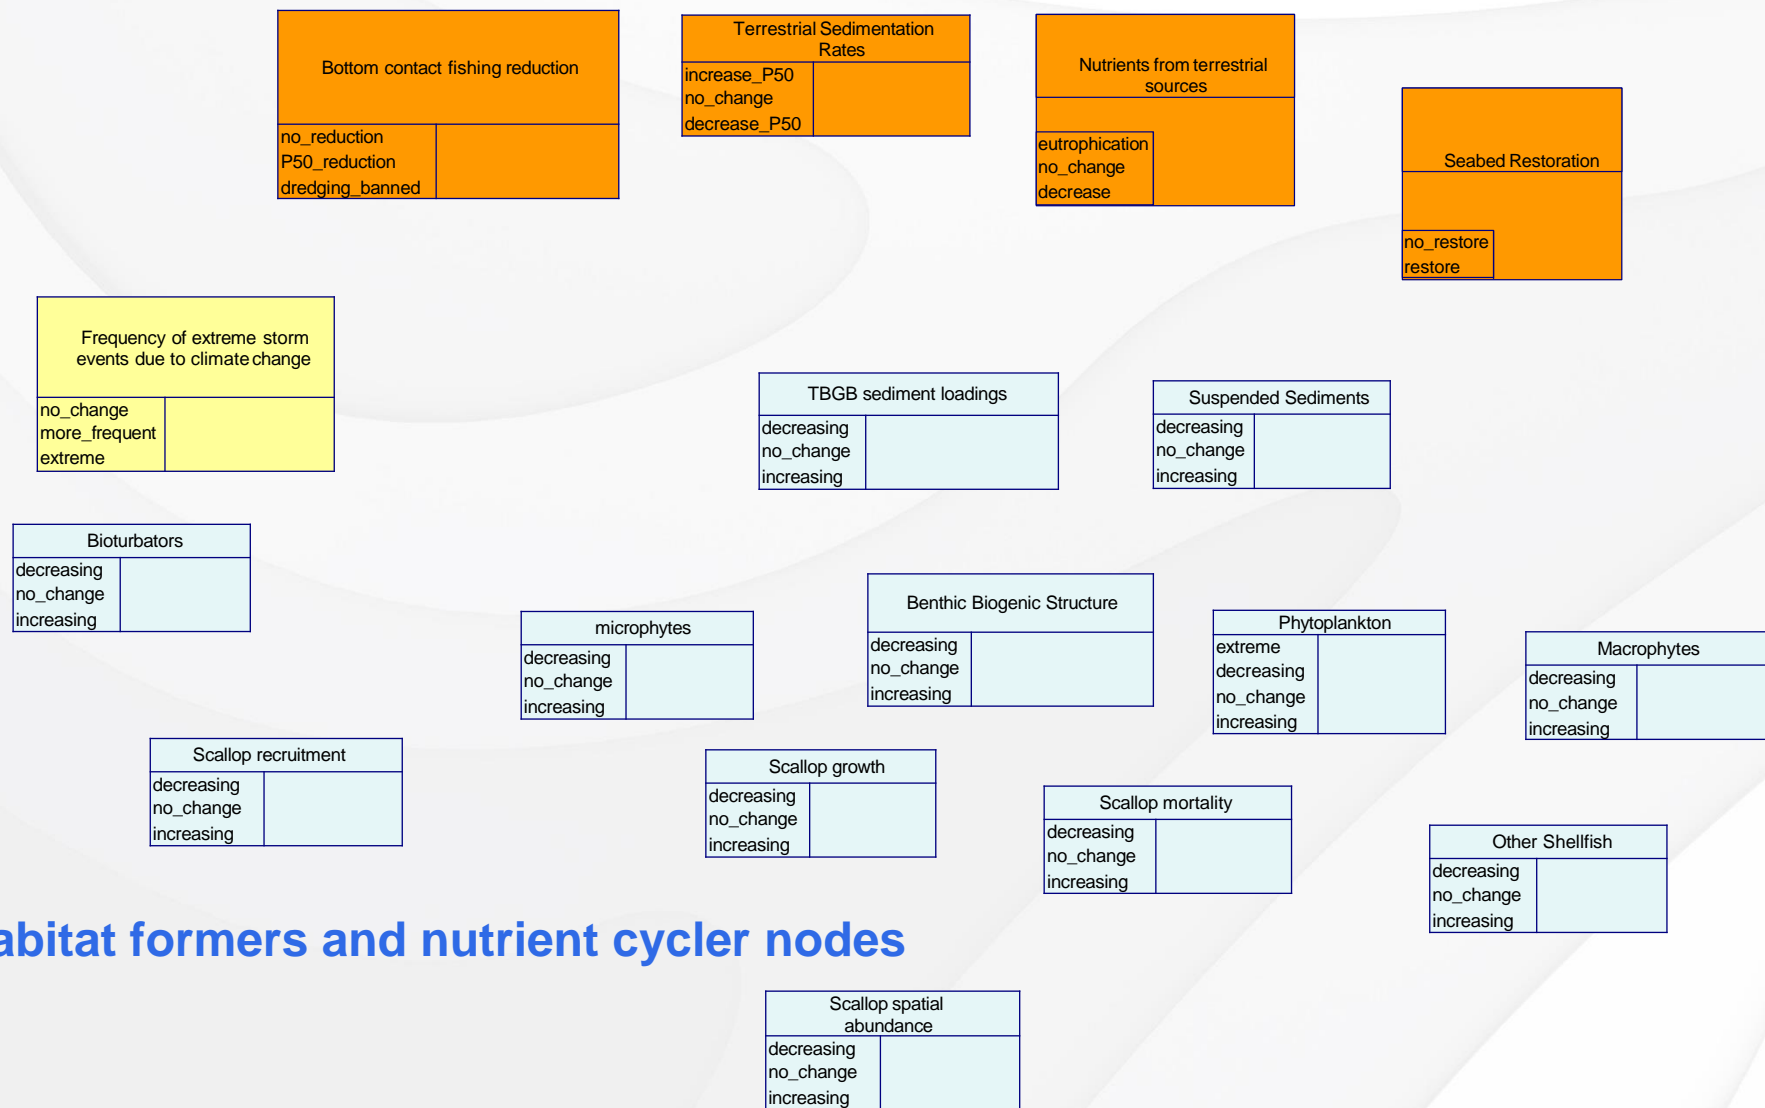 Bottom contact fishing reduction
no_reduction
P50_reduction
dredging_banned
Terrestrial Sedimentation
Rates
increase_P50
no_change
decrease_P50
Nutrients from terrestrial
sources
eutrophication
no_change
decrease
Seabed Restoration
no_restore
restore
Frequency of extreme storm
events due to climate change
no_change
more_frequent
extreme
TBGB sediment loadings
decreasing
no_change
increasing
Suspended Sediments
decreasing
no_change
increasing
Bioturbators
decreasing
no_change
increasing
microphytes
decreasing
no_change
increasing
Benthic Biogenic Structure
decreasing
no_change
increasing
Phytoplankton
extreme
decreasing
no_change
increasing
Macrophytes
decreasing
no_change
increasing
Scallop recruitment
decreasing
no_change
increasing
Scallop growth
decreasing
no_change
increasing
Scallop mortality
decreasing
no_change
increasing
Other Shellfish
decreasing
no_change
increasing
abitat formers and nutrient cycler nodes
Scallop spatial
abundance
decreasing
no_change
increasing